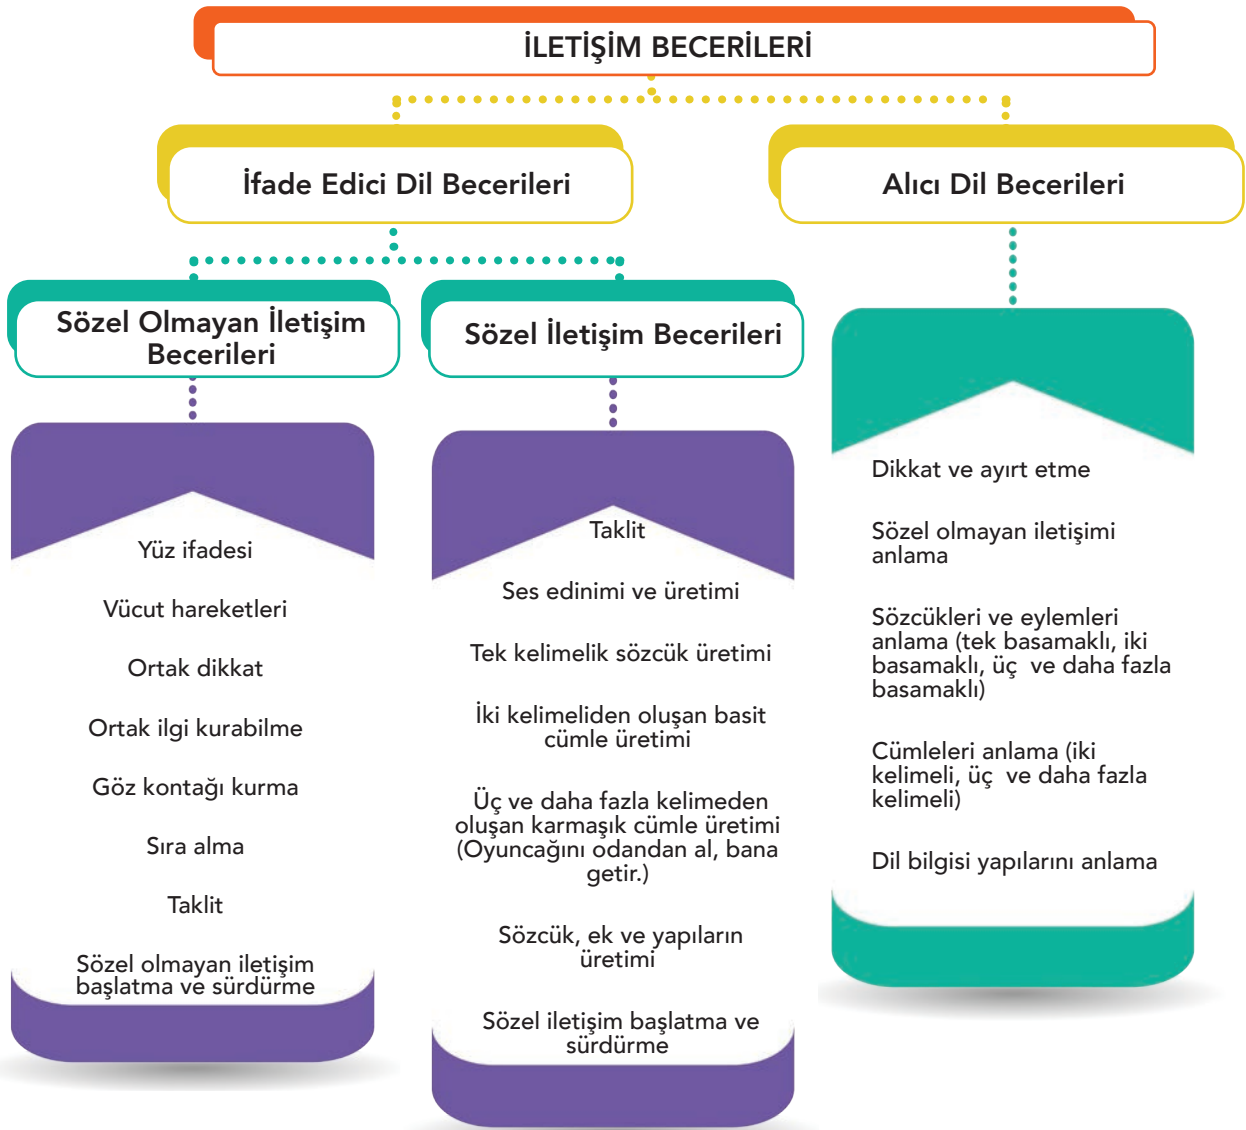 İLETİŞİM BECERİLERİ
İfade Edici Dil Becerileri
Alıcı Dil Becerileri
Sözel Olmayan İletişim
Becerileri
Sözel İletişim Becerileri
Yüz ifadesi
Vücut hareketleri
Ortak dikkat
Ortak ilgi kurabilme
Göz kontağı kurma
Sıra alma
Taklit
Sözel olmayan iletişim
başlatma ve sürdürme
Taklit
Ses edinimi ve üretimi
Tek kelimelik sözcük üretimi
İki kelimeliden oluşan basit
cümle üretimi
Üç ve daha fazla kelimeden
oluşan karmaşık cümle üretimi
(Oyuncağını odandan al, bana
getir.)
Sözcük, ek ve yapıların
üretimi
Sözel iletişim başlatma ve
sürdürme
Dikkat ve ayırt etme
Sözel olmayan iletişimi
anlama
Sözcükleri ve eylemleri
anlama (tek basamaklı, iki
basamaklı, üç ve daha fazla
basamaklı)
Cümleleri anlama (iki
kelimeli, üç ve daha fazla
kelimeli)
Dil bilgisi yapılarını anlama